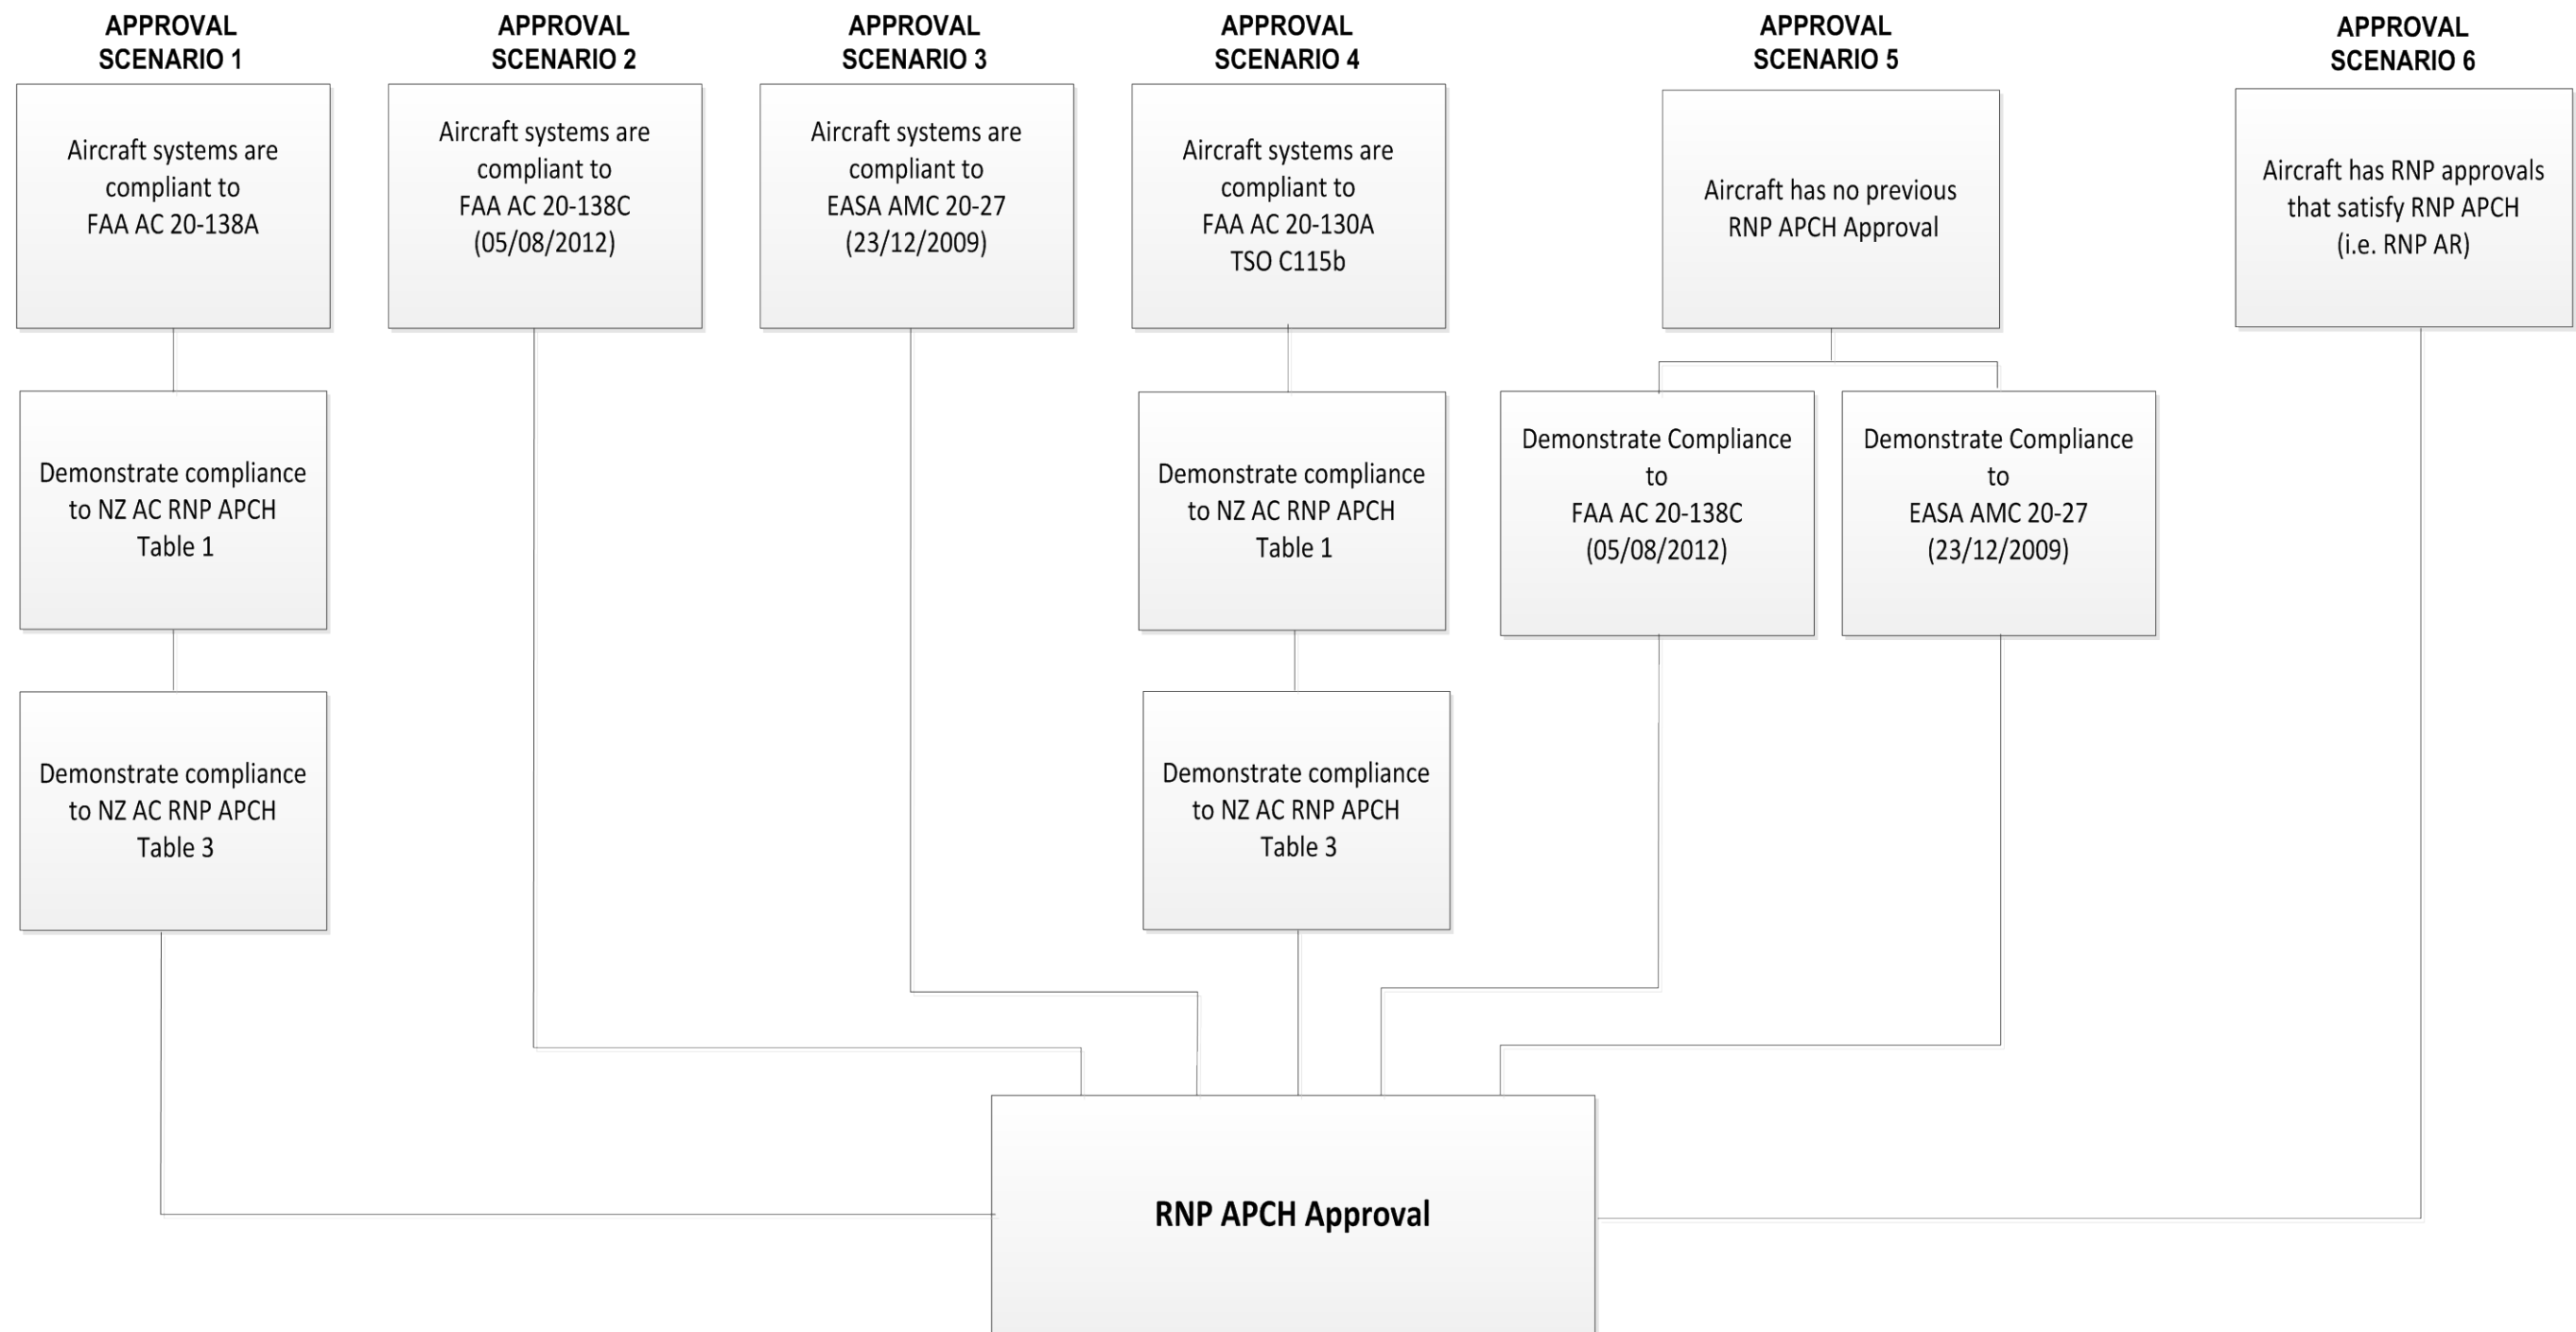 APPROVAL
SCENARIO 1
Aircraft systems are
compliant to
FAA AC 20-138A
Demonstrate compliance
to NZ AC RNP APCH
Table 1
Demonstrate compliance
to NZ AC RNP APCH
Table 3
APPROVAL
SCENARIO 2
Aircraft systems are
compliant to
FAA AC 20-138C
(05/08/2012)
APPROVAL
SCENARIO 3
Aircraft systems are
compliant to
EASA AMC 20-27
(23/12/2009)
APPROVAL
SCENARIO 4
Aircraft systems are
compliant to
FAA AC 20-130A
TSO C115b
Demonstrate compliance
to NZ AC RNP APCH
Table 1
Demonstrate compliance
to NZ AC RNP APCH
Table 3
APPROVAL
SCENARIO 5
Aircraft has no previous
RNP APCH Approval
Demonstrate Compliance
to
FAA AC 20-138C
(05/08/2012)
Demonstrate Compliance
to
EASA AMC 20-27
(23/12/2009)
APPROVAL
SCENARIO 6
Aircraft has RNP approvals
that satisfy RNP APCH
(i.e. RNP AR)
RNP APCH Approval